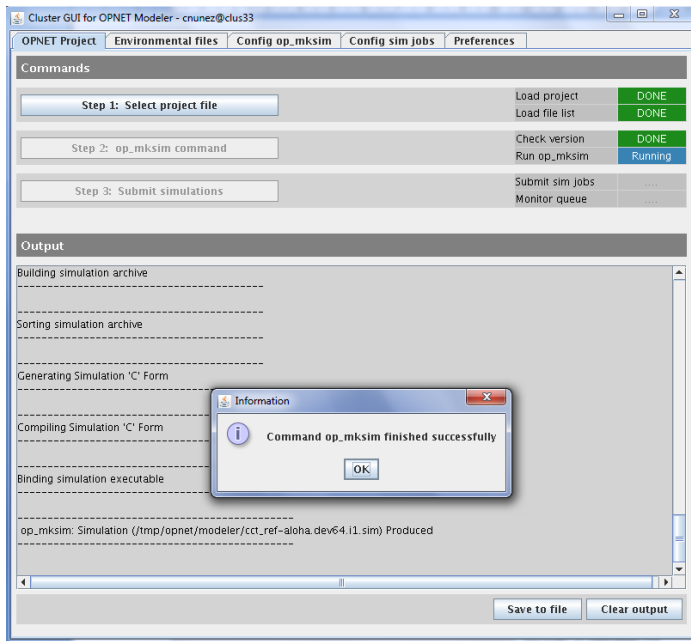 Cluster GUI for OPNET Modeler - cnunez@clus33
OPNET Project Environmental files Config op_mksim Config sim jobs Preferences
Commands
Step 1: Select project file
Load project DONE
Load file list DONE
Step 2: op_mksim command
Check version DONE
Run op_mksim Running
Step 3: Submit simulations
Submit sim jobs ....
Monitor queue ....
Output
Building simulation archive
----------------------------------------
----------------------------------------
Sorting simulation archive
----------------------------------------
----------------------------------------
Generating Simulation 'C' Form
----------------------------------------
----------------------------------------
Compiling Simulation 'C' Form
----------------------------------------
----------------------------------------
Binding simulation executable
----------------------------------------
---------------------------------------------
op_mksim: Simulation (/tmp/opnet/modeler/cct_ref-aloha.dev64.i1.sim) Produced
---------------------------------------------
Information
Command op_mksim finished successfully
OK
Save to file Clear output